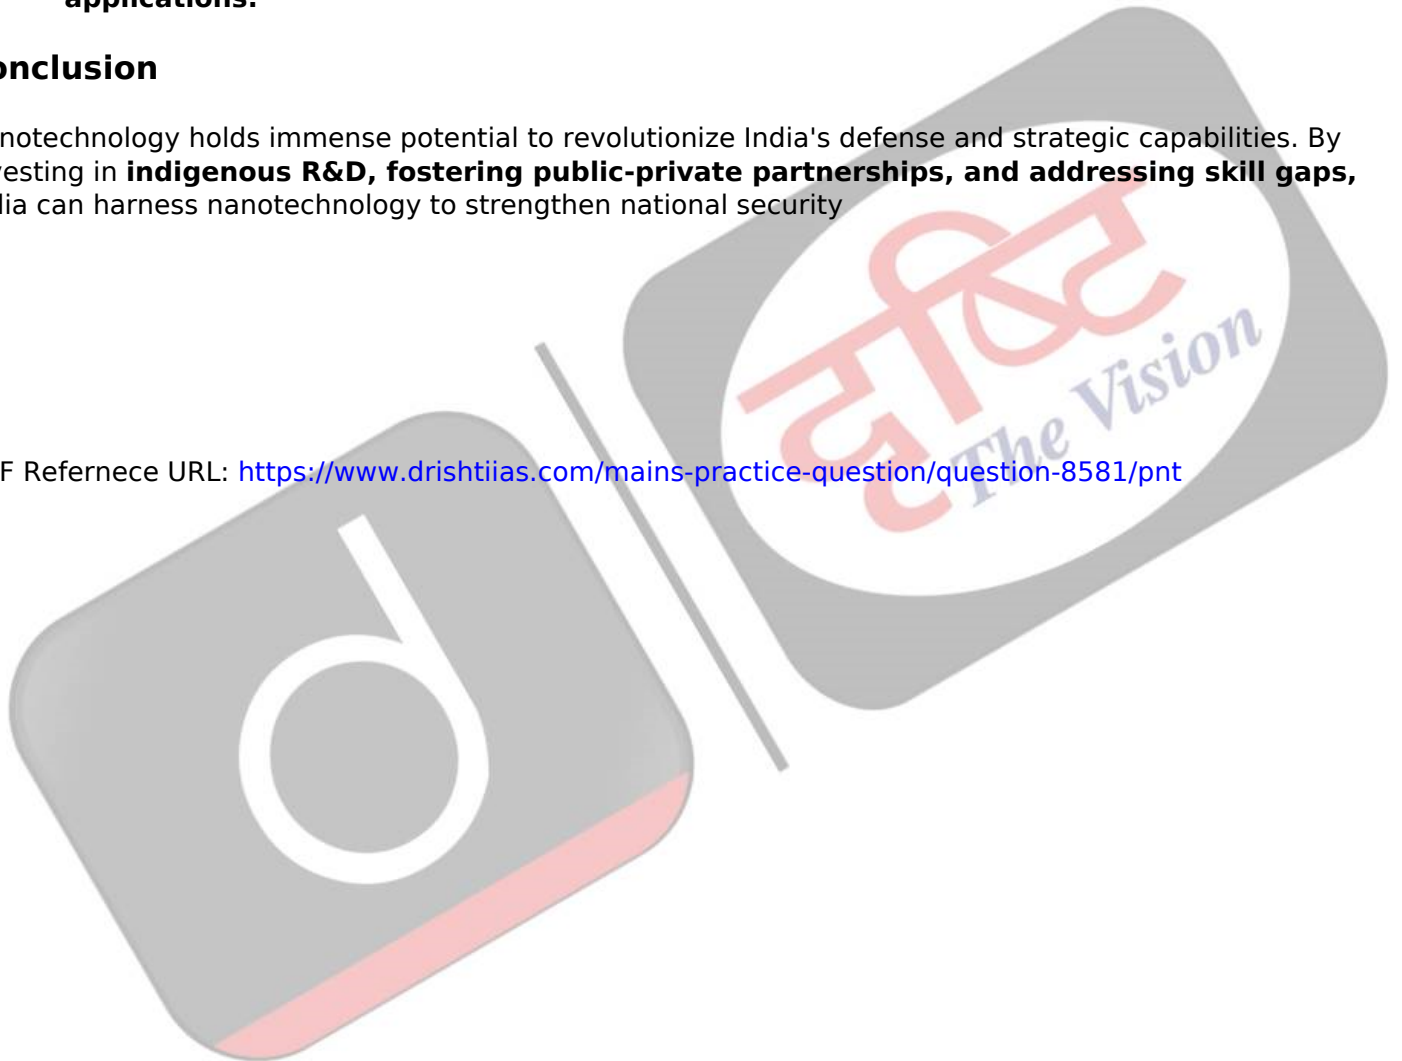 applications.
onclusion
notechnology holds immense potential to revolutionize India's defense and strategic capabilities. By
vesting in indigenous R&D, fostering public-private partnerships, and addressing skill gaps,
dia can harness nanotechnology to strengthen national security
F Refernece URL: https://www.drishtiias.com/mains-practice-question/question-8581/pnt
दृष्टि
The Vision
d